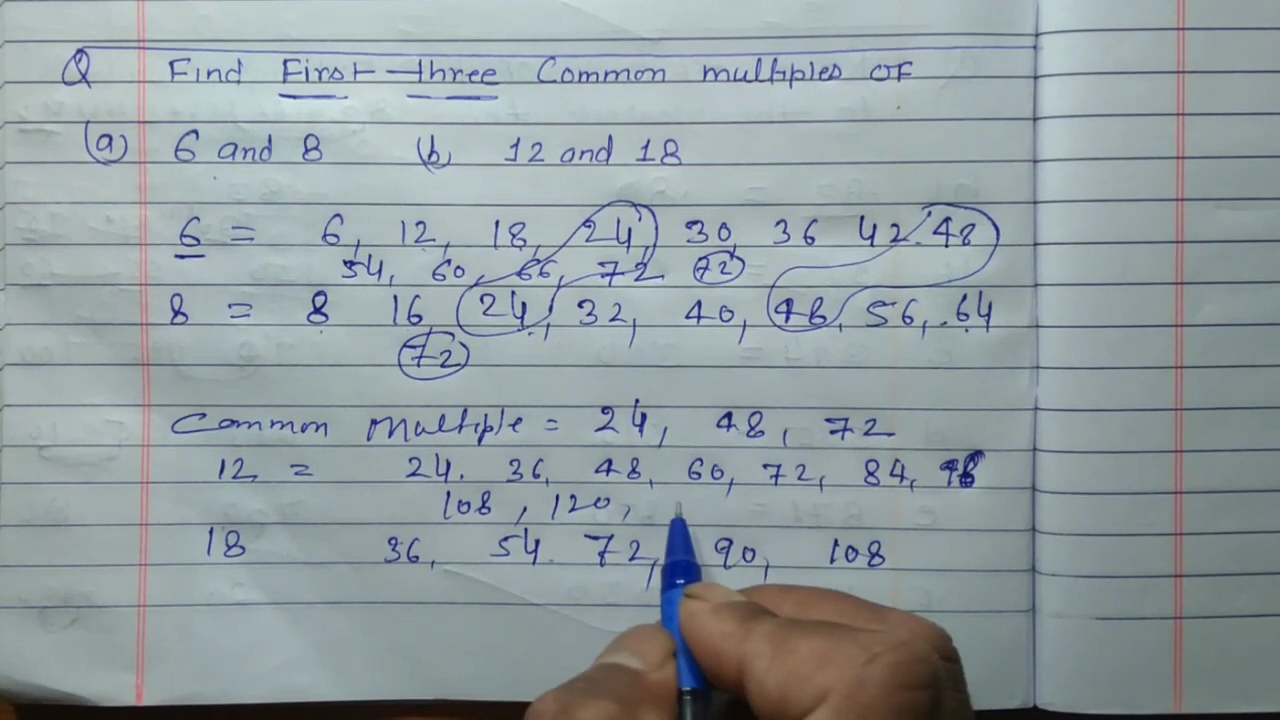 Q Find First three Common multiples of
(a) 6 and 8 (b) 12 and 18
6 = 6, 12, 18, 24, 30, 36 42. 48
54, 60, 66, 72 72
8 = 8 16, 24, 32, 40, 48, 56, 64
72
Common Multiple = 24, 48, 72
12 = 24. 36, 48, 60, 72, 84,
108, 120,
18 36, 54. 72, 90, 108